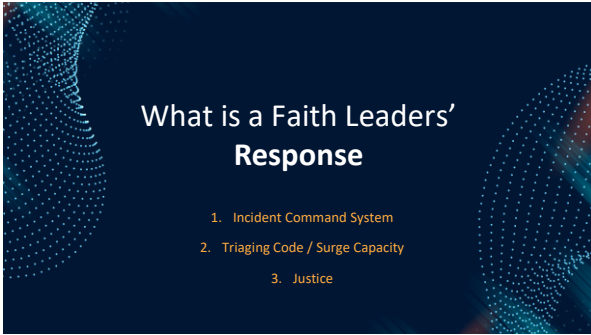 What is a Faith Leaders’
Response
1. Incident Command System
2. Triaging Code / Surge Capacity
3. Justice